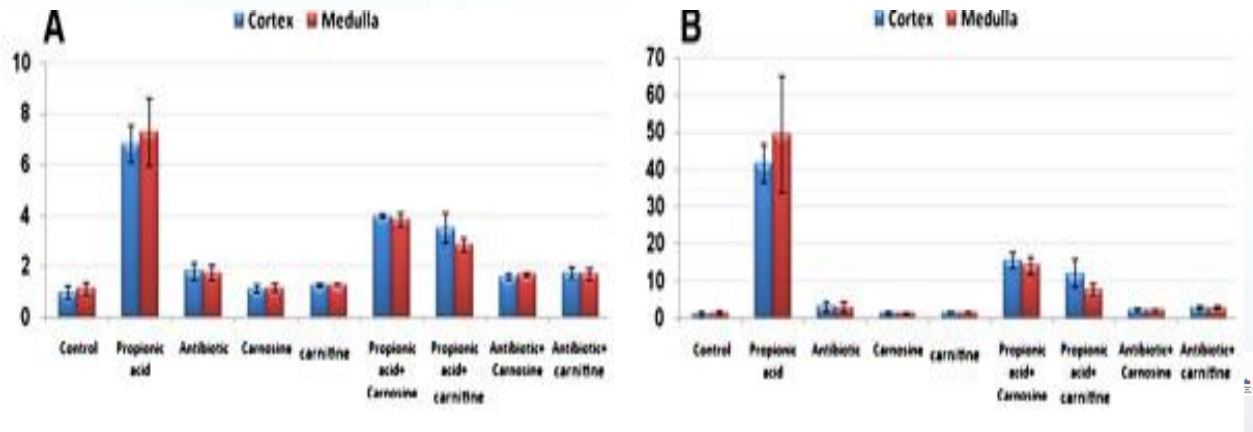 A
Cortex Medulla
10
8
6
4
2
0
Control Propionic acid Antibiotic Carnosine carnitine Propionic acid+ Carnosine Propionic acid+ carnitine Antibiotic+ Carnosine Antibiotic+ carnitine
B
Cortex Medulla
70
60
50
40
30
20
10
0
Control Propionic acid Antibiotic Carnosine carnitine Propionic acid+ Carnosine Propionic acid+ carnitine Antibiotic+ Carnosine Antibiotic+ carnitine